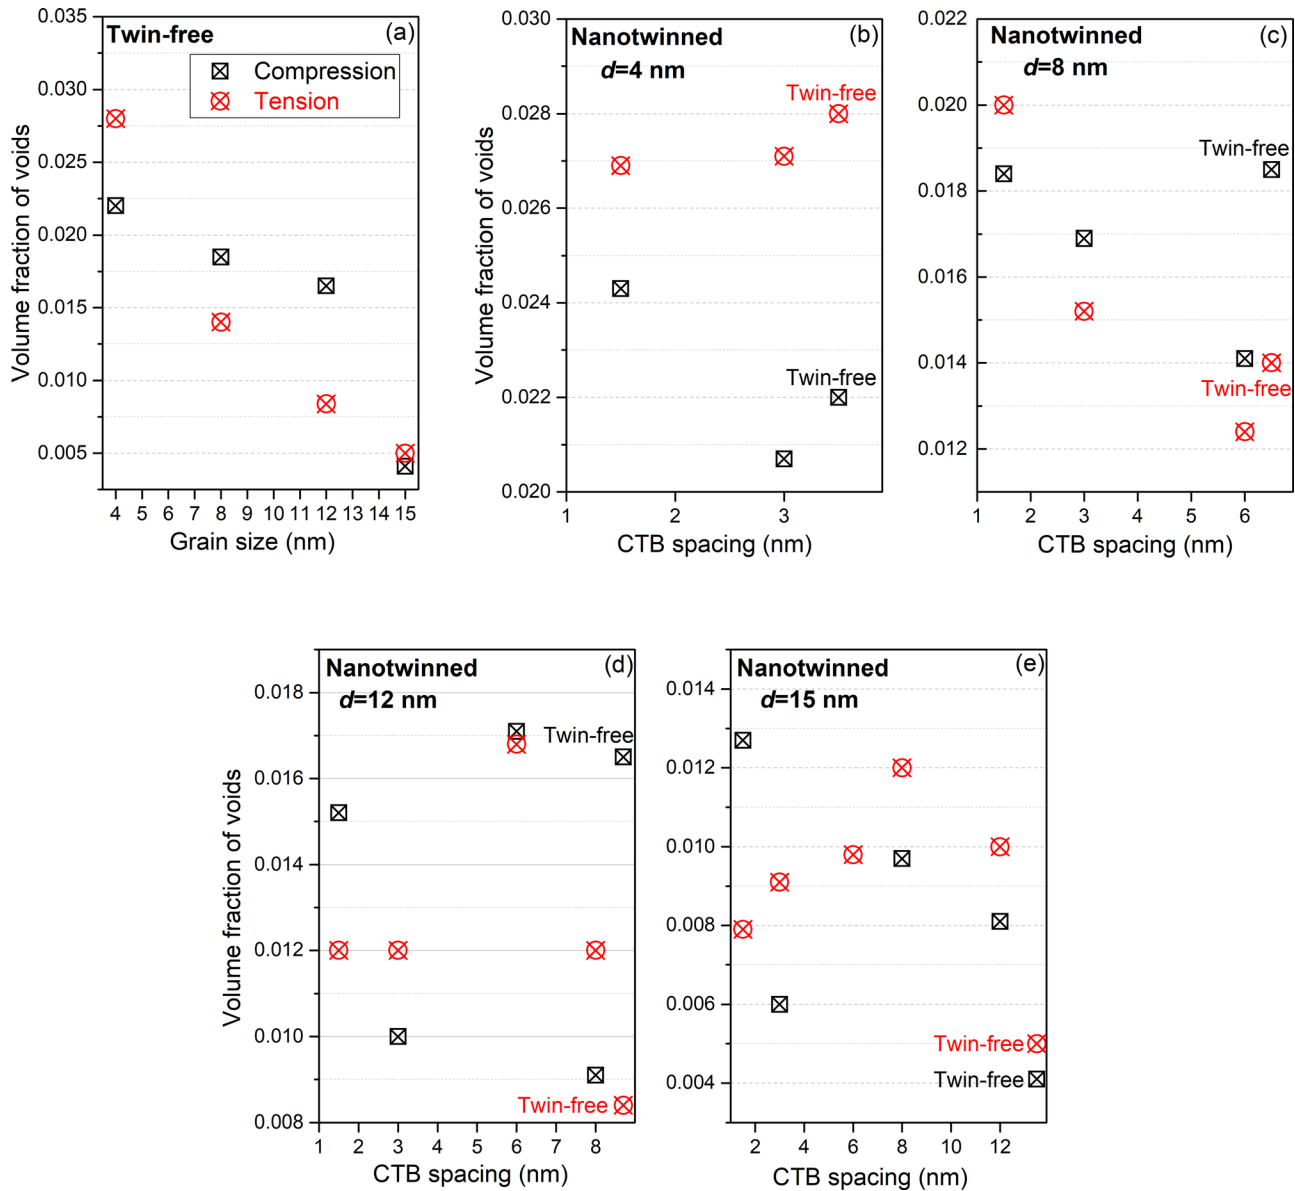 Twin-free
(a)
Compression
Tension
0.035
0.030
0.025
0.020
0.015
0.010
0.005
Volume fraction of voids
4 5 6 7 8 9 10 11 12 13 14 15
Grain size (nm)
Nanotwinned
(b)
d=4 nm
Twin-free
Twin-free
0.030
0.028
0.026
0.024
0.022
0.020
Volume fraction of voids
1 2 3
CTB spacing (nm)
Nanotwinned
(c)
d=8 nm
Twin-free
Twin-free
0.022
0.020
0.018
0.016
0.014
0.012
1 2 3 4 5 6
CTB spacing (nm)
Nanotwinned
(d)
d=12 nm
Twin-free
Twin-free
0.018
0.016
0.014
0.012
0.010
0.008
Volume fraction of voids
1 2 3 4 5 6 7 8
CTB spacing (nm)
Nanotwinned
(e)
d=15 nm
Twin-free
Twin-free
0.014
0.012
0.010
0.008
0.006
0.004
2 4 6 8 10 12
CTB spacing (nm)